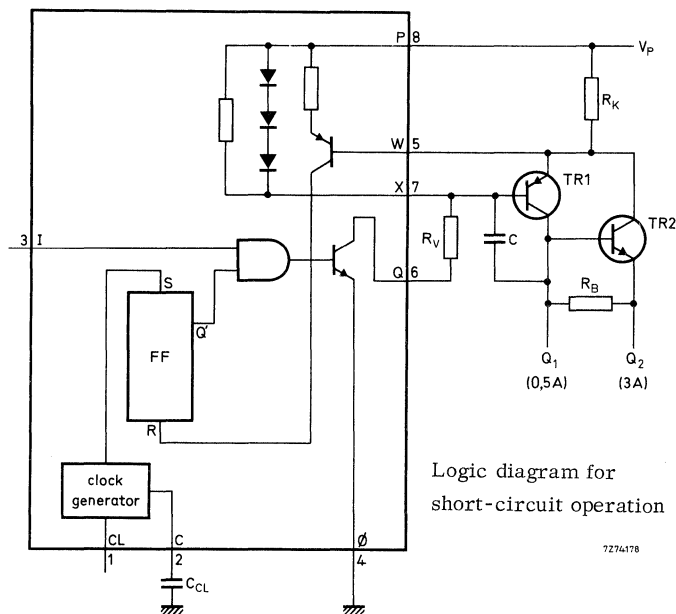 P 8
V_P
R_K
W 5
X 7
TR1
TR2
R_V
C
3 I
Q 6
R_B
S
Q'
FF
R
Q_1
(0,5A)
Q_2
(3A)
clock
generator
Logic diagram for
short-circuit operation
7Z74178
CL
1
C
2
Ø
4
C_CL